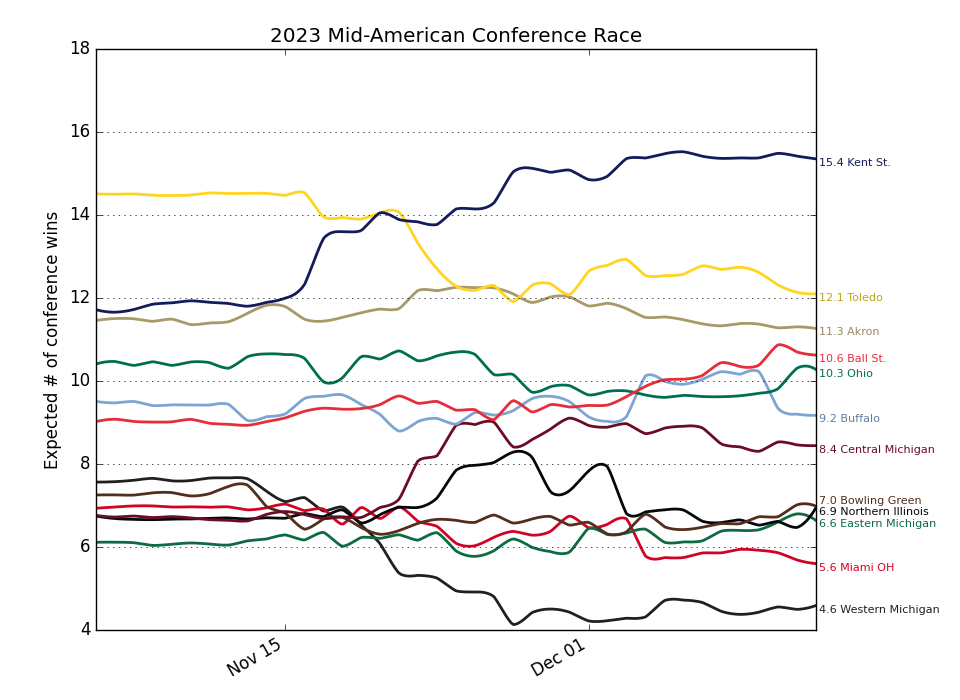 2023 Mid-American Conference Race
Expected # of conference wins
18
16
14
12
10
8
6
4
Nov 15
Dec 01
15.4 Kent St.
12.1 Toledo
11.3 Akron
10.6 Ball St.
10.3 Ohio
9.2 Buffalo
8.4 Central Michigan
7.0 Bowling Green
6.9 Northern Illinois
6.6 Eastern Michigan
5.6 Miami OH
4.6 Western Michigan